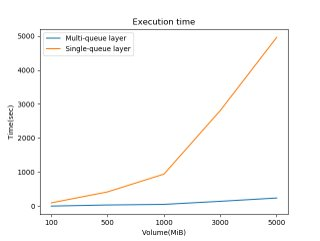 Execution time
Multi-queue layer
Single-queue layer
Time(sec)
5000
4000
3000
2000
1000
0
100 500 1000 3000 5000
Volume(MiB)